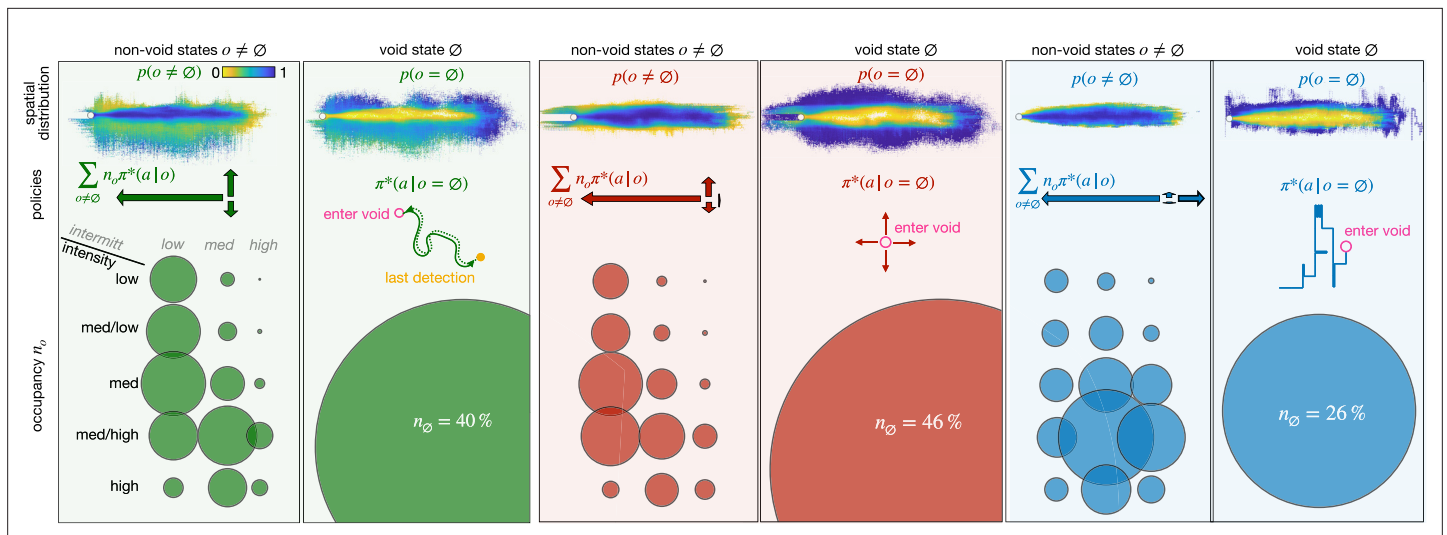 non-void states o ≠ ∅
void state ∅
non-void states o ≠ ∅
void state ∅
non-void states o ≠ ∅
void state ∅
spatial
distribution
p(o ≠ ∅) 0 1
p(o = ∅)
p(o ≠ ∅)
p(o = ∅)
p(o ≠ ∅)
p(o = ∅)
policies
∑ n_o π*(a | o)
o≠∅
π*(a | o = ∅)
enter void
last detection
∑ n_o π*(a | o)
o≠∅
π*(a | o = ∅)
enter void
∑ n_o π*(a | o)
o≠∅
π*(a | o = ∅)
enter void
occupancy n_o
intermitt low med high
intensity
low
med/low
med
med/high
high
n_∅ = 40 %
n_∅ = 46 %
n_∅ = 26 %